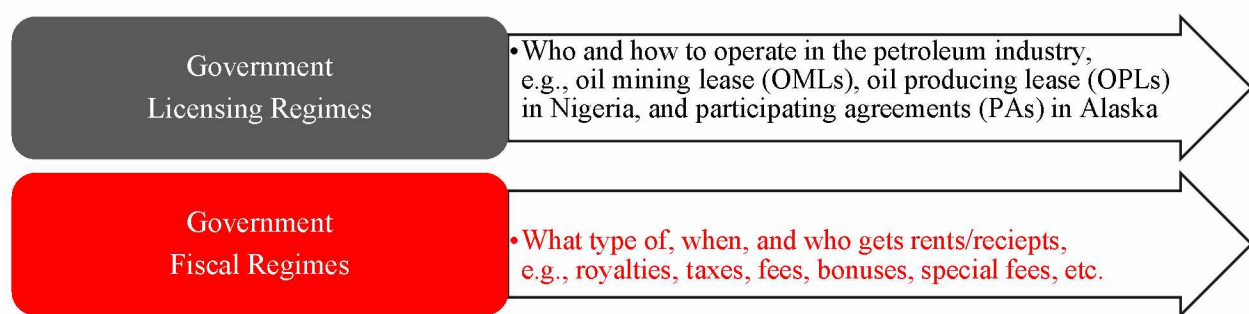 Government
Licensing Regimes
•Who and how to operate in the petroleum industry,
e.g., oil mining lease (OMLs), oil producing lease (OPLs)
in Nigeria, and participating agreements (PAs) in Alaska
Government
Fiscal Regimes
•What type of, when, and who gets rents/reciepts,
e.g., royalties, taxes, fees, bonuses, special fees, etc.